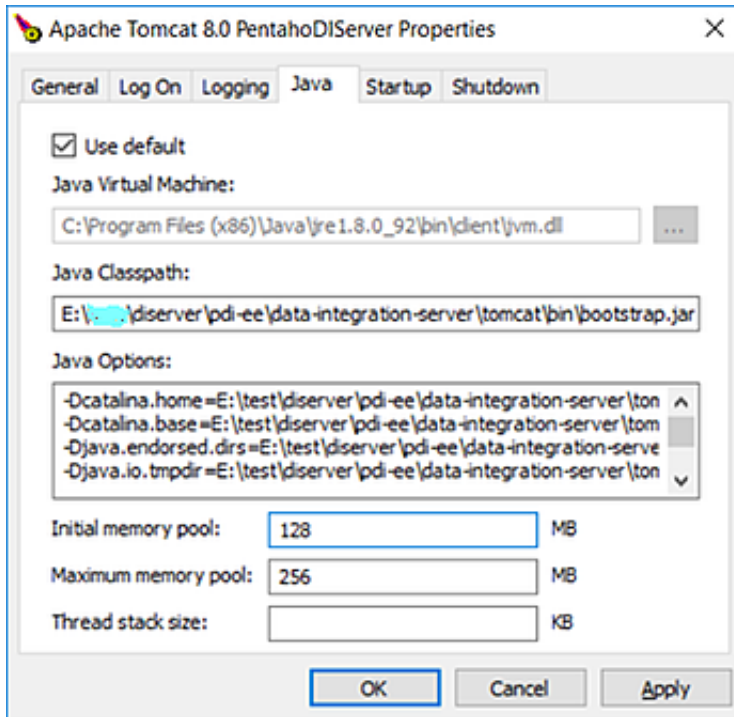 Apache Tomcat 8.0 PentahoDIServer Properties
General Log On Logging Java Startup Shutdown
Use default
Java Virtual Machine:
C:\Program Files (x86)\Java\jre1.8.0_92\bin\client\jvm.dll ...
Java Classpath:
E:\ \diserver\pdi-ee\data-integration-server\tomcat\bin\bootstrap.jar
Java Options:
-Dcatalina.home=E:\test\diserver\pdi-ee\data-integration-server\tom
-Dcatalina.base=E:\test\diserver\pdi-ee\data-integration-server\tom
-Djava.endorsed.dirs=E:\test\diserver\pdi-ee\data-integration-serve
-Djava.io.tmpdir=E:\test\diserver\pdi-ee\data-integration-server\ton
Initial memory pool: 128 MB
Maximum memory pool: 256 MB
Thread stack size: KB
OK Cancel Apply